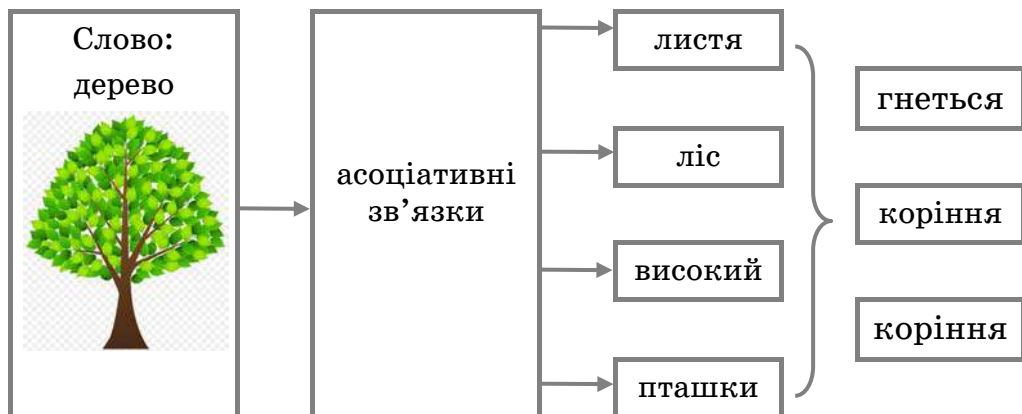 Слово:
дерево
асоціативні
зв’язки
листя
ліс
високий
пташки
гнеться
коріння
коріння